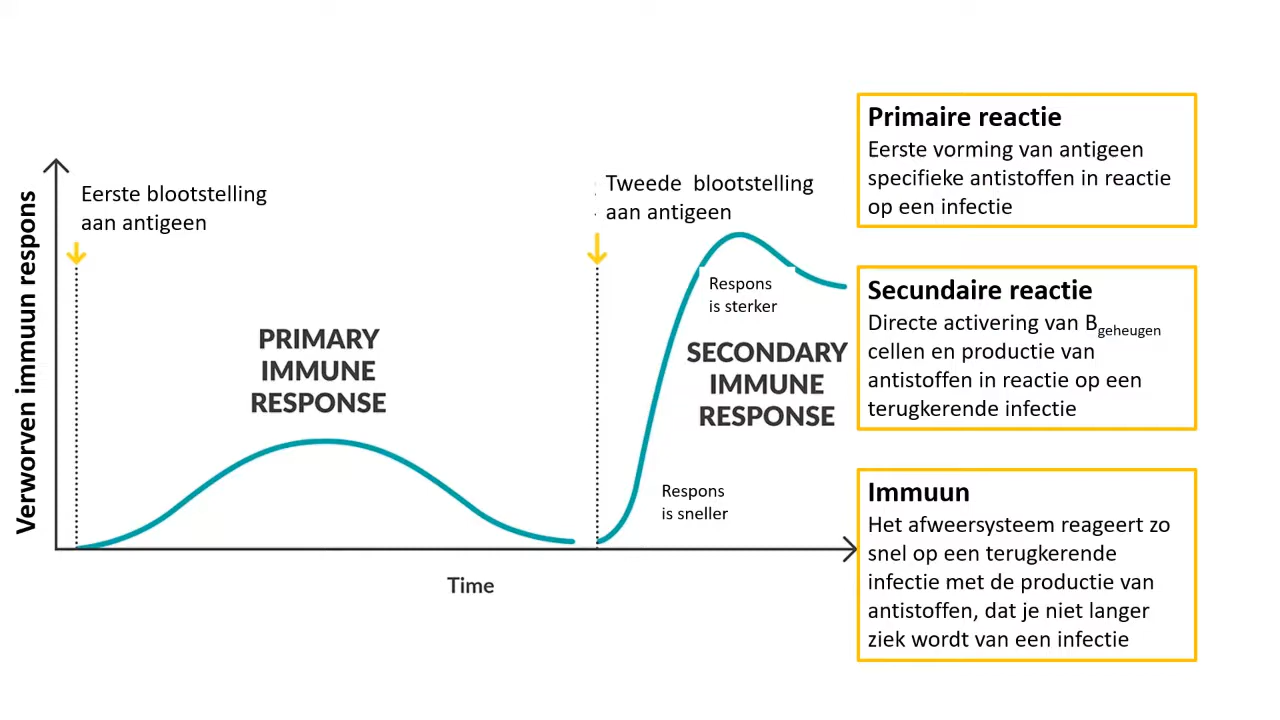 Verworven immuun respons
Eerste blootstelling
aan antigeen
PRIMARY
IMMUNE
RESPONSE
Tweede blootstelling
aan antigeen
Respons
is sterker
SECONDARY
IMMUNE
RESPONSE
Respons
is sneller
Time
Primaire reactie
Eerste vorming van antigeen
specifieke antistoffen in reactie
op een infectie
Secundaire reactie
Directe activering van Bgeheugen
cellen en productie van
antistoffen in reactie op een
terugkerende infectie
Immuun
Het afweersysteem reageert zo
snel op een terugkerende
infectie met de productie van
antistoffen, dat je niet langer
ziek wordt van een infectie